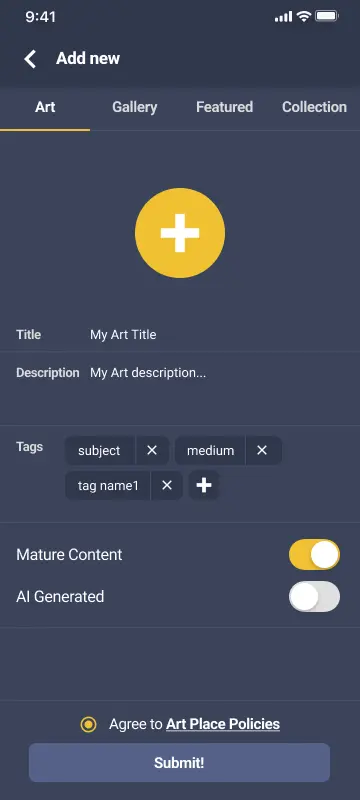 9:41
Add new
Art Gallery Featured Collection
Title My Art Title
Description My Art description...
Tags subject medium
tag name1
Mature Content
AI Generated
Agree to Art Place Policies
Submit!